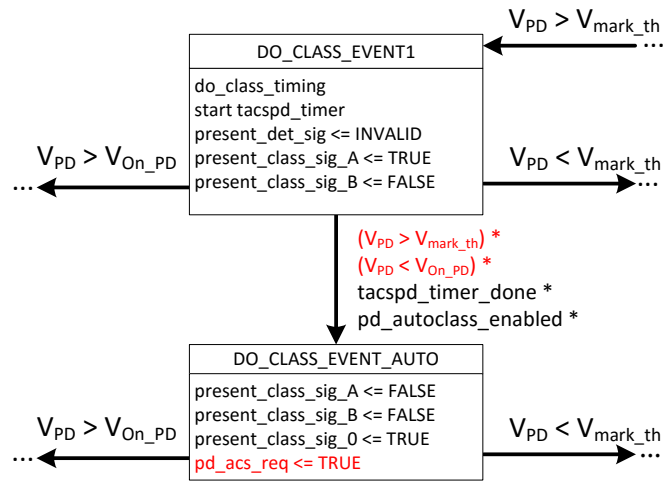 V_PD > V_mark_th
...
DO_CLASS_EVENT1
do_class_timing
start tacspd_timer
present_det_sig <= INVALID
present_class_sig_A <= TRUE
present_class_sig_B <= FALSE
V_PD > V_On_PD
...
V_PD < V_mark_th
...
(V_PD > V_mark_th) *
(V_PD < V_On_PD) *
tacspd_timer_done *
pd_autoclass_enabled *
DO_CLASS_EVENT_AUTO
present_class_sig_A <= FALSE
present_class_sig_B <= FALSE
present_class_sig_0 <= TRUE
pd_acs_req <= TRUE
V_PD > V_On_PD
...
V_PD < V_mark_th
...